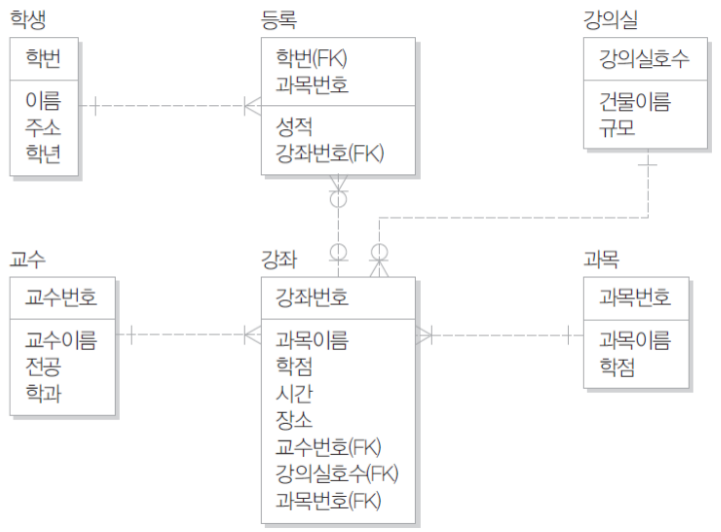 학생
학번
이름
주소
학년
등록
학번(FK)
과목번호
성적
강좌번호(FK)
강의실
강의실호수
건물이름
규모
교수
교수번호
교수이름
전공
학과
강좌
강좌번호
과목이름
학점
시간
장소
교수번호(FK)
강의실호수(FK)
과목번호(FK)
과목
과목번호
과목이름
학점